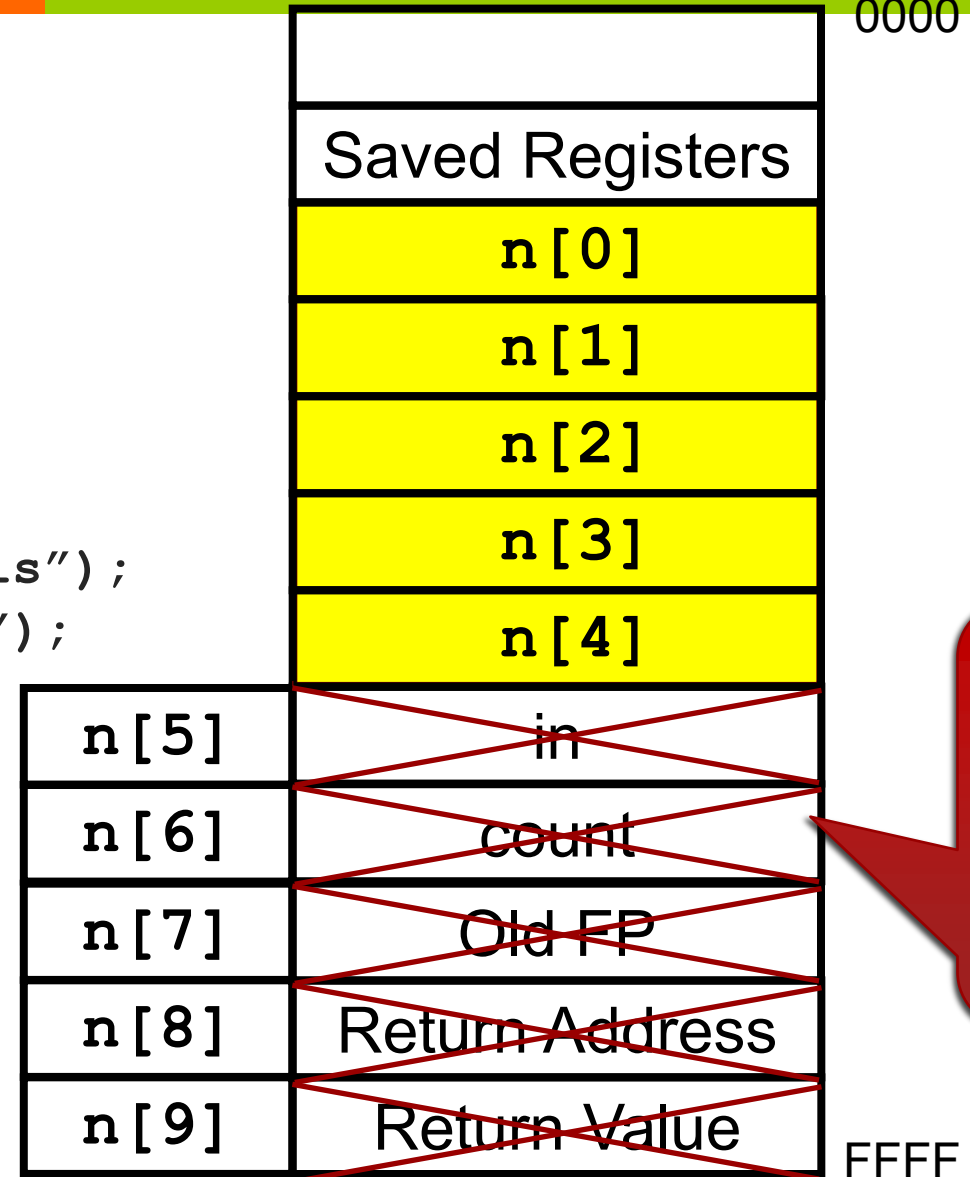 0000
Saved Registers
n[0]
n[1]
n[2]
n[3]
ls");
");
n[4]
n[5] in
n[6] count
n[7] Old FP
n[8] Return Address
n[9] Return Value
FFFF